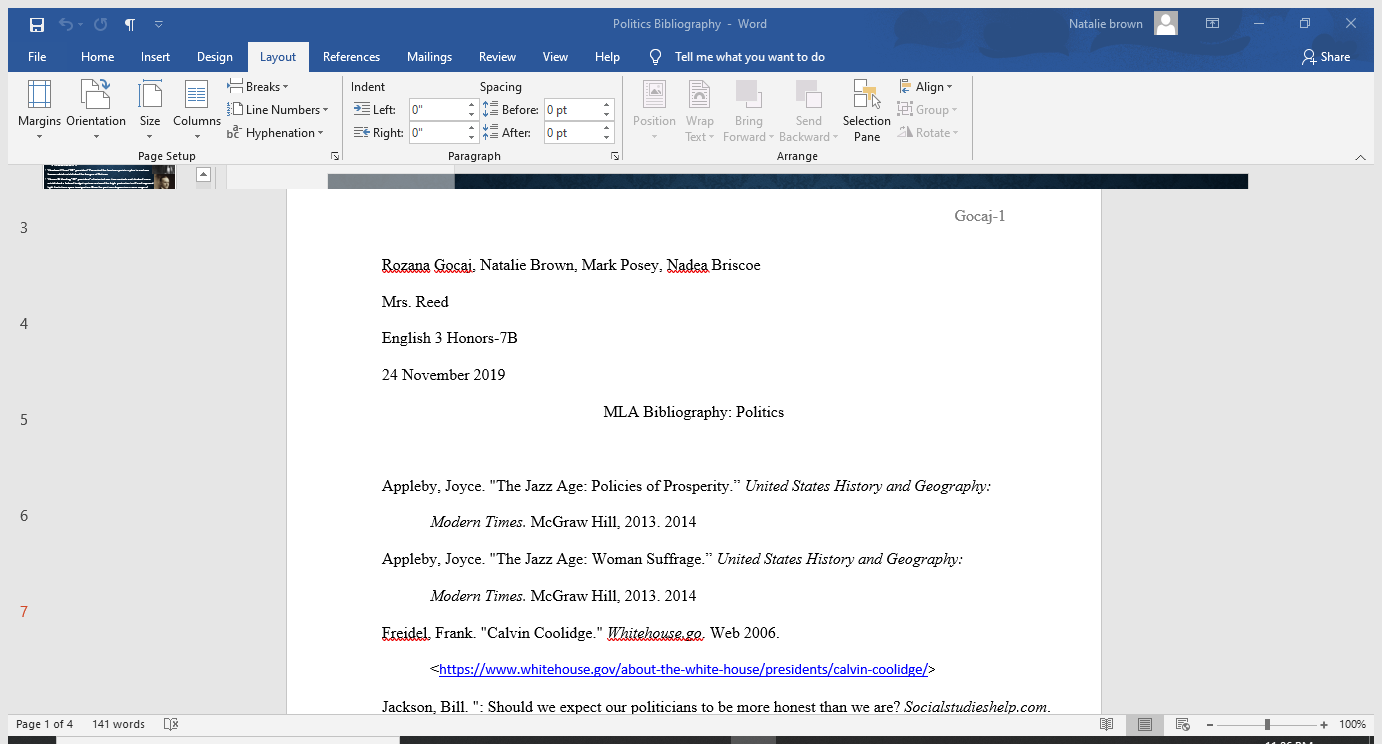 Politics Bibliography - Word
Natalie brown
File Home Insert Design Layout References Mailings Review View Help Tell me what you want to do Share
Margins Orientation Size Columns
Breaks
Line Numbers
Hyphenation
Page Setup
Indent Spacing
Left: 0" Before: 0 pt
Right: 0" After: 0 pt
Paragraph
Position Wrap Text Bring Forward Send Backward Selection Pane
Align
Group
Rotate
Arrange
3
4
5
6
7
Gocaj-1
Rozana Gocaj, Natalie Brown, Mark Posey, Nadea Briscoe
Mrs. Reed
English 3 Honors-7B
24 November 2019
MLA Bibliography: Politics
Appleby, Joyce. "The Jazz Age: Policies of Prosperity.” United States History and Geography:
Modern Times. McGraw Hill, 2013. 2014
Appleby, Joyce. "The Jazz Age: Woman Suffrage.” United States History and Geography:
Modern Times. McGraw Hill, 2013. 2014
Freidel, Frank. "Calvin Coolidge." Whitehouse.go. Web 2006.
<https://www.whitehouse.gov/about-the-white-house/presidents/calvin-coolidge/>
Jackson, Bill. ": Should we expect our politicians to be more honest than we are? Socialstudieshelp.com.
Page 1 of 4 141 words 100%